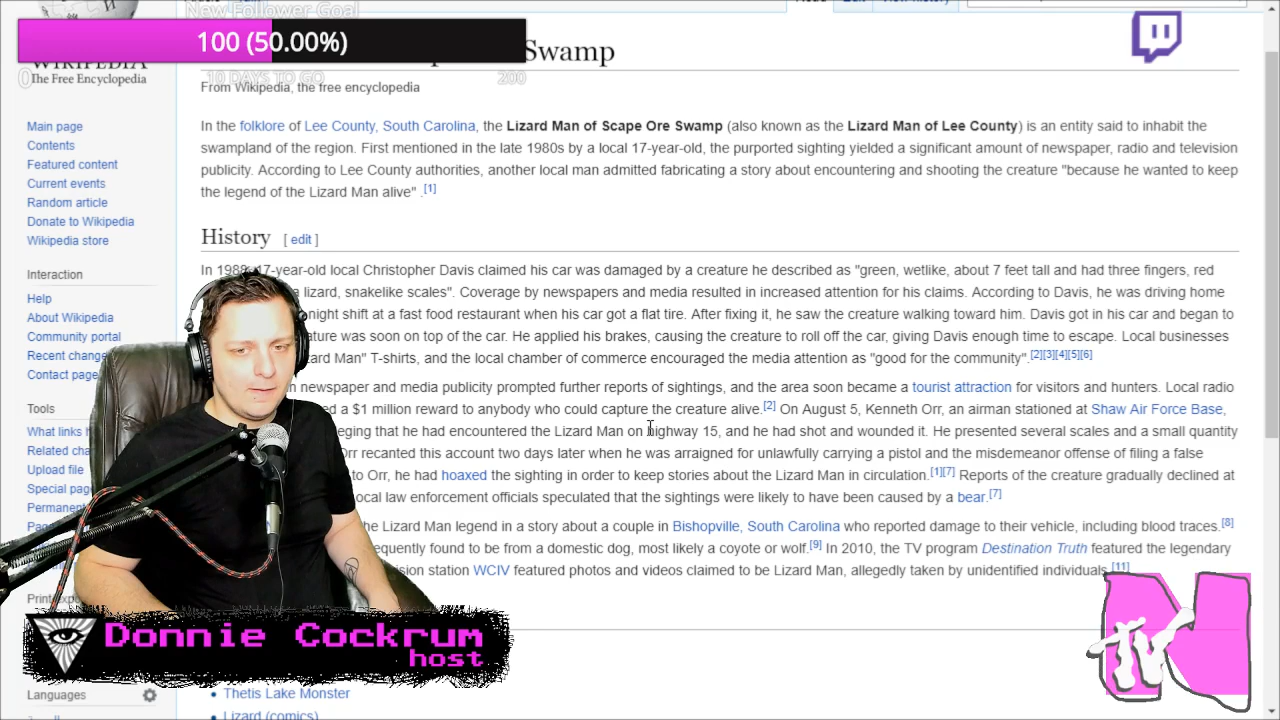 New Follower Goal
100 (50.00%)
0
10 DAYS TO GO
200
The Free Encyclopedia
Swamp
From Wikipedia, the free encyclopedia
Main page
Contents
Featured content
Current events
Random article
Donate to Wikipedia
Wikipedia store
Interaction
Help
About Wikipedia
Community portal
Recent change
Contact page
Tools
What links h
Related cha
Upload file
Special page
Permanen
Languages
In the folklore of Lee County, South Carolina, the Lizard Man of Scape Ore Swamp (also known as the Lizard Man of Lee County) is an entity said to inhabit the
swampland of the region. First mentioned in the late 1980s by a local 17-year-old, the purported sighting yielded a significant amount of newspaper, radio and television
publicity. According to Lee County authorities, another local man admitted fabricating a story about encountering and shooting the creature "because he wanted to keep
the legend of the Lizard Man alive" .[1]
History [ edit ]
In 1988, 17-year-old local Christopher Davis claimed his car was damaged by a creature he described as "green, wetlike, about 7 feet tall and had three fingers, red
lizard, snakelike scales". Coverage by newspapers and media resulted in increased attention for his claims. According to Davis, he was driving home
night shift at a fast food restaurant when his car got a flat tire. After fixing it, he saw the creature walking toward him. Davis got in his car and began to
ature was soon on top of the car. He applied his brakes, causing the creature to roll off the car, giving Davis enough time to escape. Local businesses
ard Man" T-shirts, and the local chamber of commerce encouraged the media attention as "good for the community".[2][3][4][5][6]
n newspaper and media publicity prompted further reports of sightings, and the area soon became a tourist attraction for visitors and hunters. Local radio
ed a $1 million reward to anybody who could capture the creature alive.[2] On August 5, Kenneth Orr, an airman stationed at Shaw Air Force Base,
eging that he had encountered the Lizard Man on highway 15, and he had shot and wounded it. He presented several scales and a small quantity
Orr recanted this account two days later when he was arraigned for unlawfully carrying a pistol and the misdemeanor offense of filing a false
to Orr, he had hoaxed the sighting in order to keep stories about the Lizard Man in circulation.[1][7] Reports of the creature gradually declined at
ocal law enforcement officials speculated that the sightings were likely to have been caused by a bear.[7]
he Lizard Man legend in a story about a couple in Bishopville, South Carolina who reported damage to their vehicle, including blood traces.[8]
equently found to be from a domestic dog, most likely a coyote or wolf.[9] In 2010, the TV program Destination Truth featured the legendary
ision station WCIV featured photos and videos claimed to be Lizard Man, allegedly taken by unidentified individuals.[11]
Donnie Cockrum
host
TV
Thetis Lake Monster
Lizard (comics)